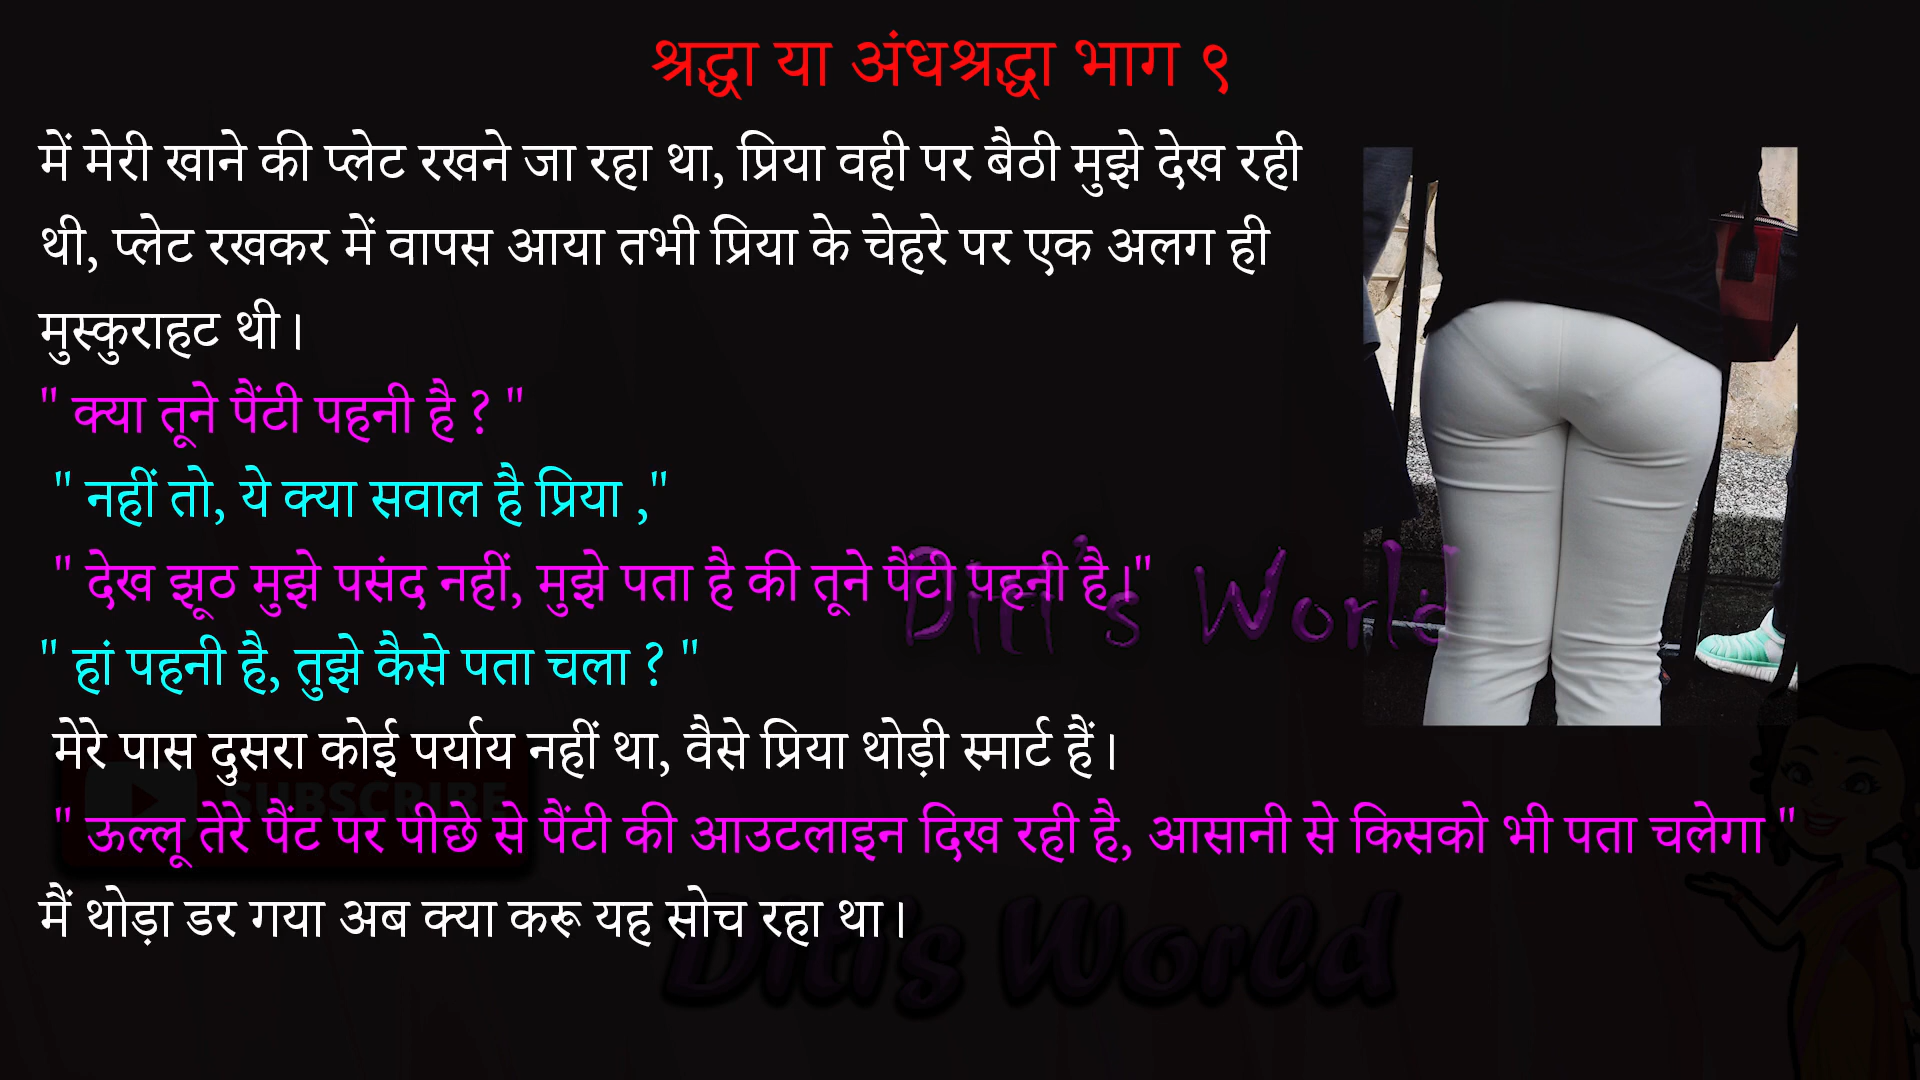 श्रद्धा या अंधश्रद्धा भाग ९
में मेरी खाने की प्लेट रखने जा रहा था, प्रिया वही पर बैठी मुझे देख रही
थी, प्लेट रखकर में वापस आया तभी प्रिया के चेहरे पर एक अलग ही
मुस्कुराहट थी।
" क्या तूने पैंटी पहनी है ? "
" नहीं तो, ये क्या सवाल है प्रिया ,"
" देख झूठ मुझे पसंद नहीं, मुझे पता है की तूने पैंटी पहनी है।"
Diti's World
" हां पहनी है, तुझे कैसे पता चला ? "
मेरे पास दुसरा कोई पर्याय नहीं था, वैसे प्रिया थोड़ी स्मार्ट हैं।
SUBSCRIBE
" ऊल्लू तेरे पैंट पर पीछे से पैंटी की आउटलाइन दिख रही है, आसानी से किसको भी पता चलेगा "
मैं थोड़ा डर गया अब क्या करू यह सोच रहा था।
Diti's World